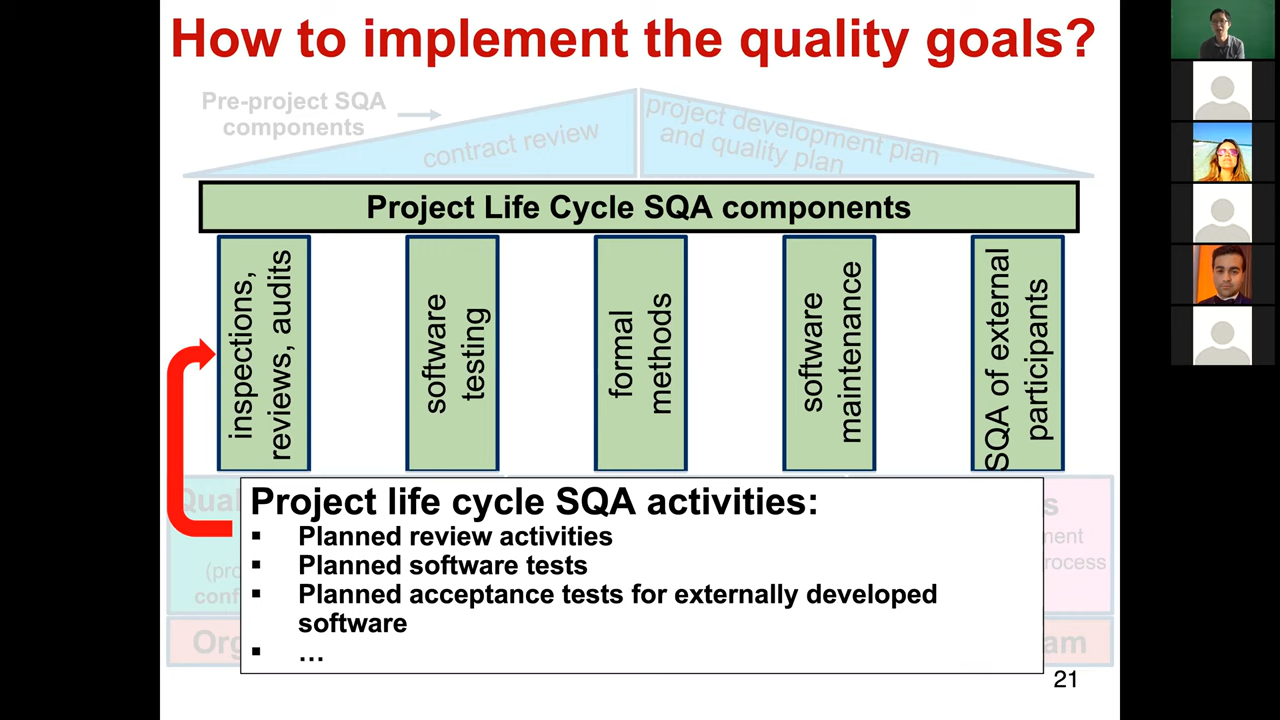 How to implement the quality goals?
Pre-project SQA
components
contract review
project development plan
and quality plan
Project Life Cycle SQA components
inspections,
reviews, audits
software
testing
formal
methods
software
maintenance
SQA of external
participants
Project life cycle SQA activities:
▪ Planned review activities
▪ Planned software tests
▪ Planned acceptance tests for externally developed
software
▪ ...
21